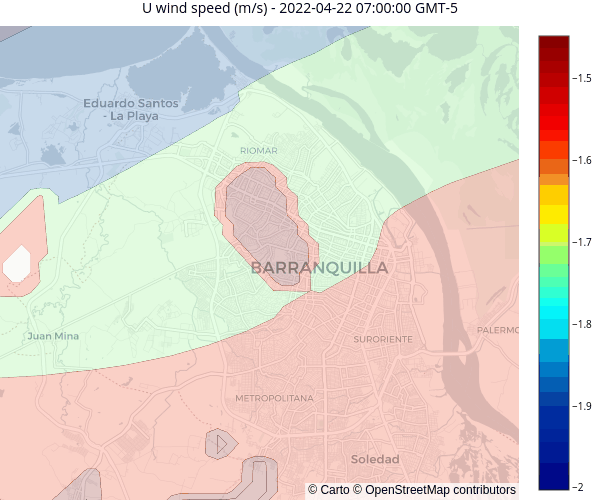 U wind speed (m/s) - 2022-04-22 07:00:00 GMT-5
−1.5
Eduardo Santos
- La Playa
RIOMAR
−1.6
−1.7
BARRANQUILLA
−1.8
Juan Mina
SURORIENTE
PALERMO
METROPOLITANA
−1.9
Soledad
−2
© Carto © OpenStreetMap contributors